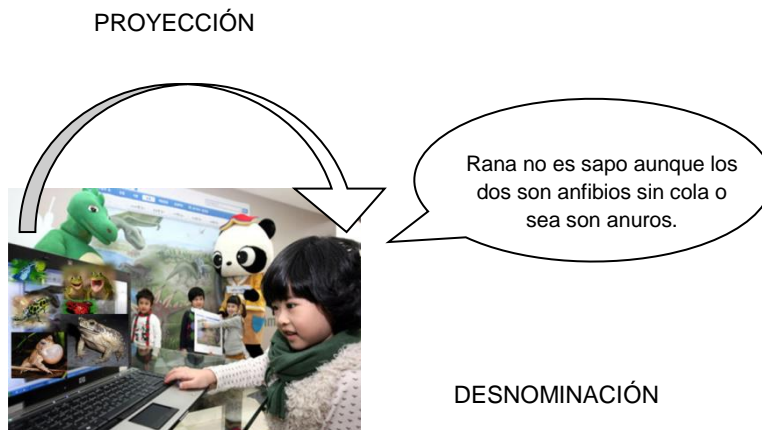 PROYECCIÓN
Rana no es sapo aunque los
dos son anfibios sin cola o
sea son anuros.
DESNOMINACIÓN